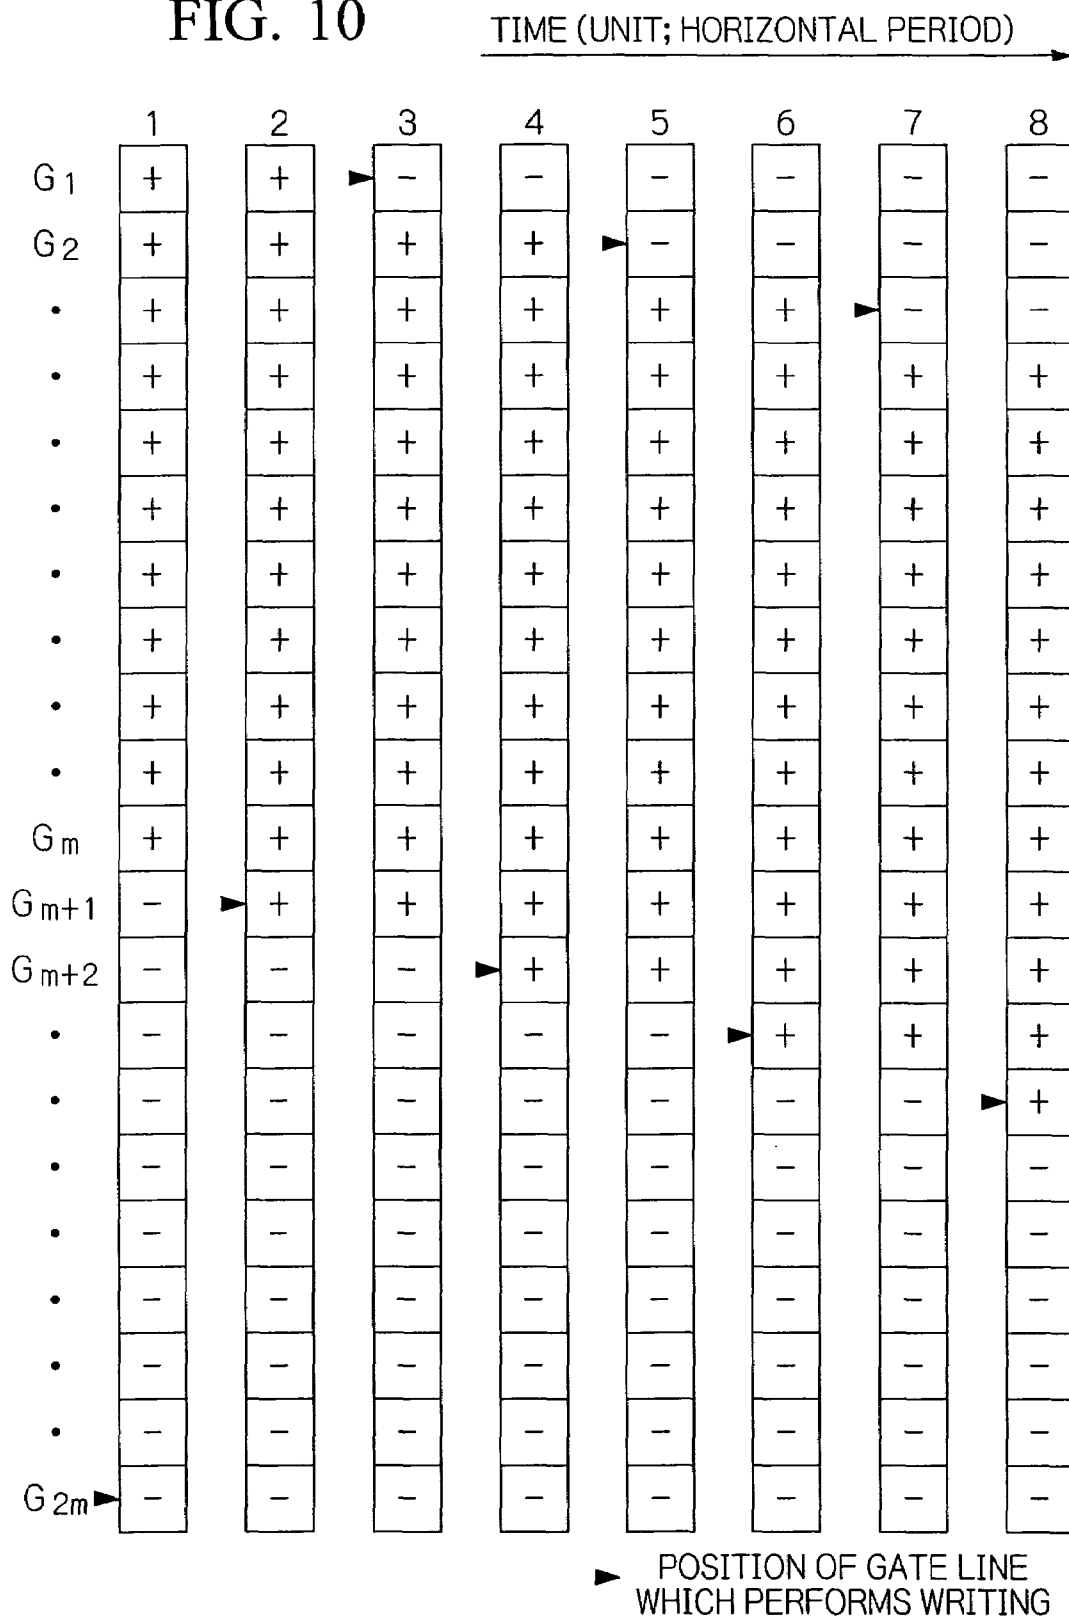 FIG. 10
TIME (UNIT; HORIZONTAL PERIOD)
1 2 3 4 5 6 7 8
G1 + + - - - - - -
G2 + + + + - - - -
• + + + + + + - -
• + + + + + + + +
• + + + + + + + +
• + + + + + + + +
• + + + + + + + +
• + + + + + + + +
• + + + + + + + +
• + + + + + + + +
Gm + + + + + + + +
Gm+1 - + + + + + + +
Gm+2 - - - + + + + +
• - - - - - + + +
• - - - - - - - +
• - - - - - - - -
• - - - - - - - -
• - - - - - - - -
• - - - - - - - -
• - - - - - - - -
G2m - - - - - - - -
POSITION OF GATE LINE
WHICH PERFORMS WRITING